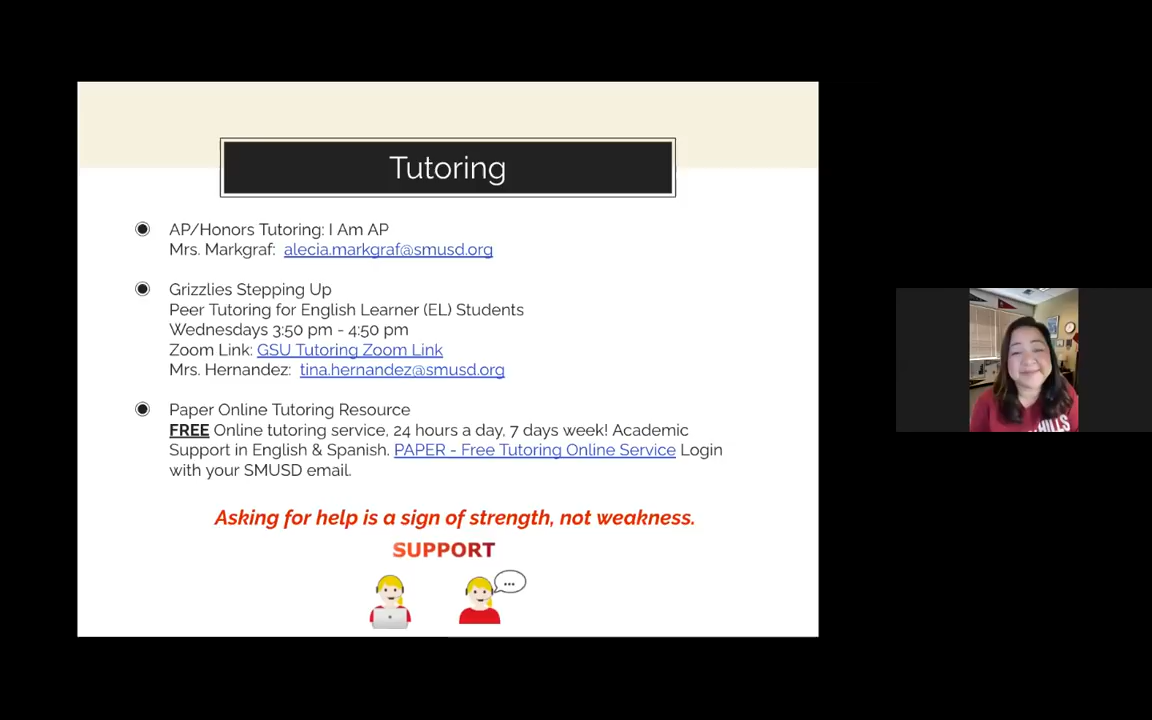 Tutoring
AP/Honors Tutoring: I Am AP
Mrs. Markgraf: alecia.markgraf@smusd.org
Grizzlies Stepping Up
Peer Tutoring for English Learner (EL) Students
Wednesdays 3:50 pm - 4:50 pm
Zoom Link: GSU Tutoring Zoom Link
Mrs. Hernandez: tina.hernandez@smusd.org
Paper Online Tutoring Resource
FREE Online tutoring service, 24 hours a day, 7 days week! Academic
Support in English & Spanish. PAPER - Free Tutoring Online Service Login
with your SMUSD email.
Asking for help is a sign of strength, not weakness.
SUPPORT
...
HILLS